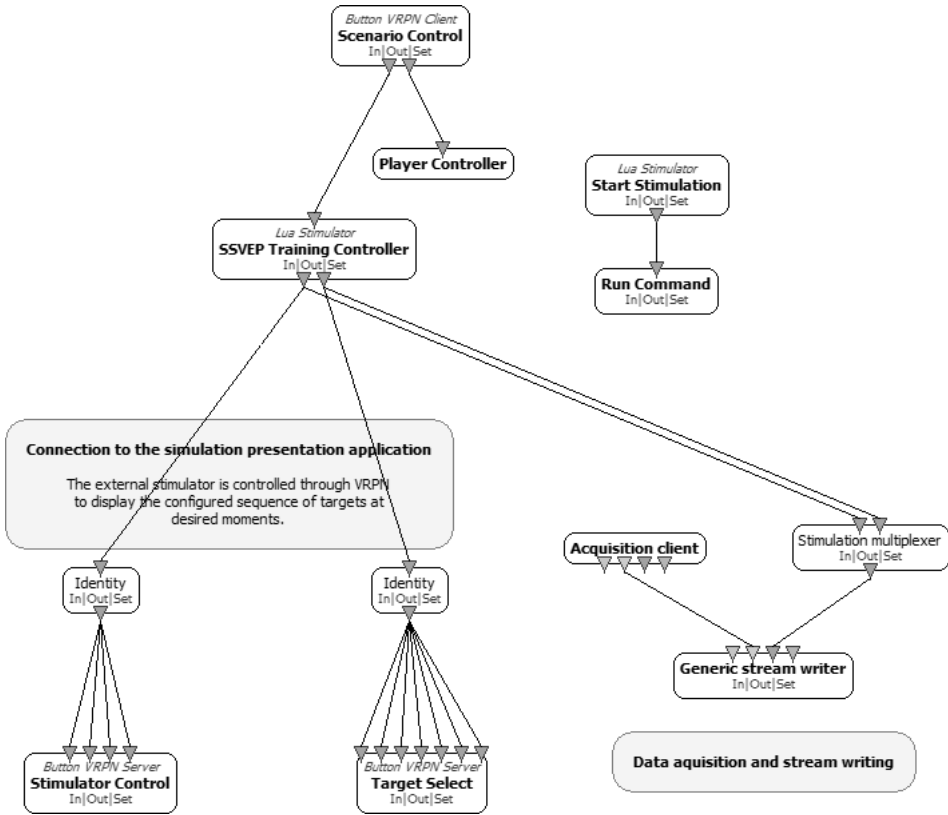 Button VRPN Client
Scenario Control
In|Out|Set
Player Controller
Lua Stimulator
Start Stimulation
In|Out|Set
Lua Stimulator
SSVEP Training Controller
In|Out|Set
Run Command
In|Out|Set
Connection to the simulation presentation application
The external stimulator is controlled through VRPN
to display the configured sequence of targets at
desired moments.
Acquisition client
Stimulation multiplexer
In|Out|Set
Identity
In|Out|Set
Identity
In|Out|Set
Generic stream writer
In|Out|Set
Button VRPN Server
Stimulator Control
In|Out|Set
Button VRPN Server
Target Select
In|Out|Set
Data aquisition and stream writing